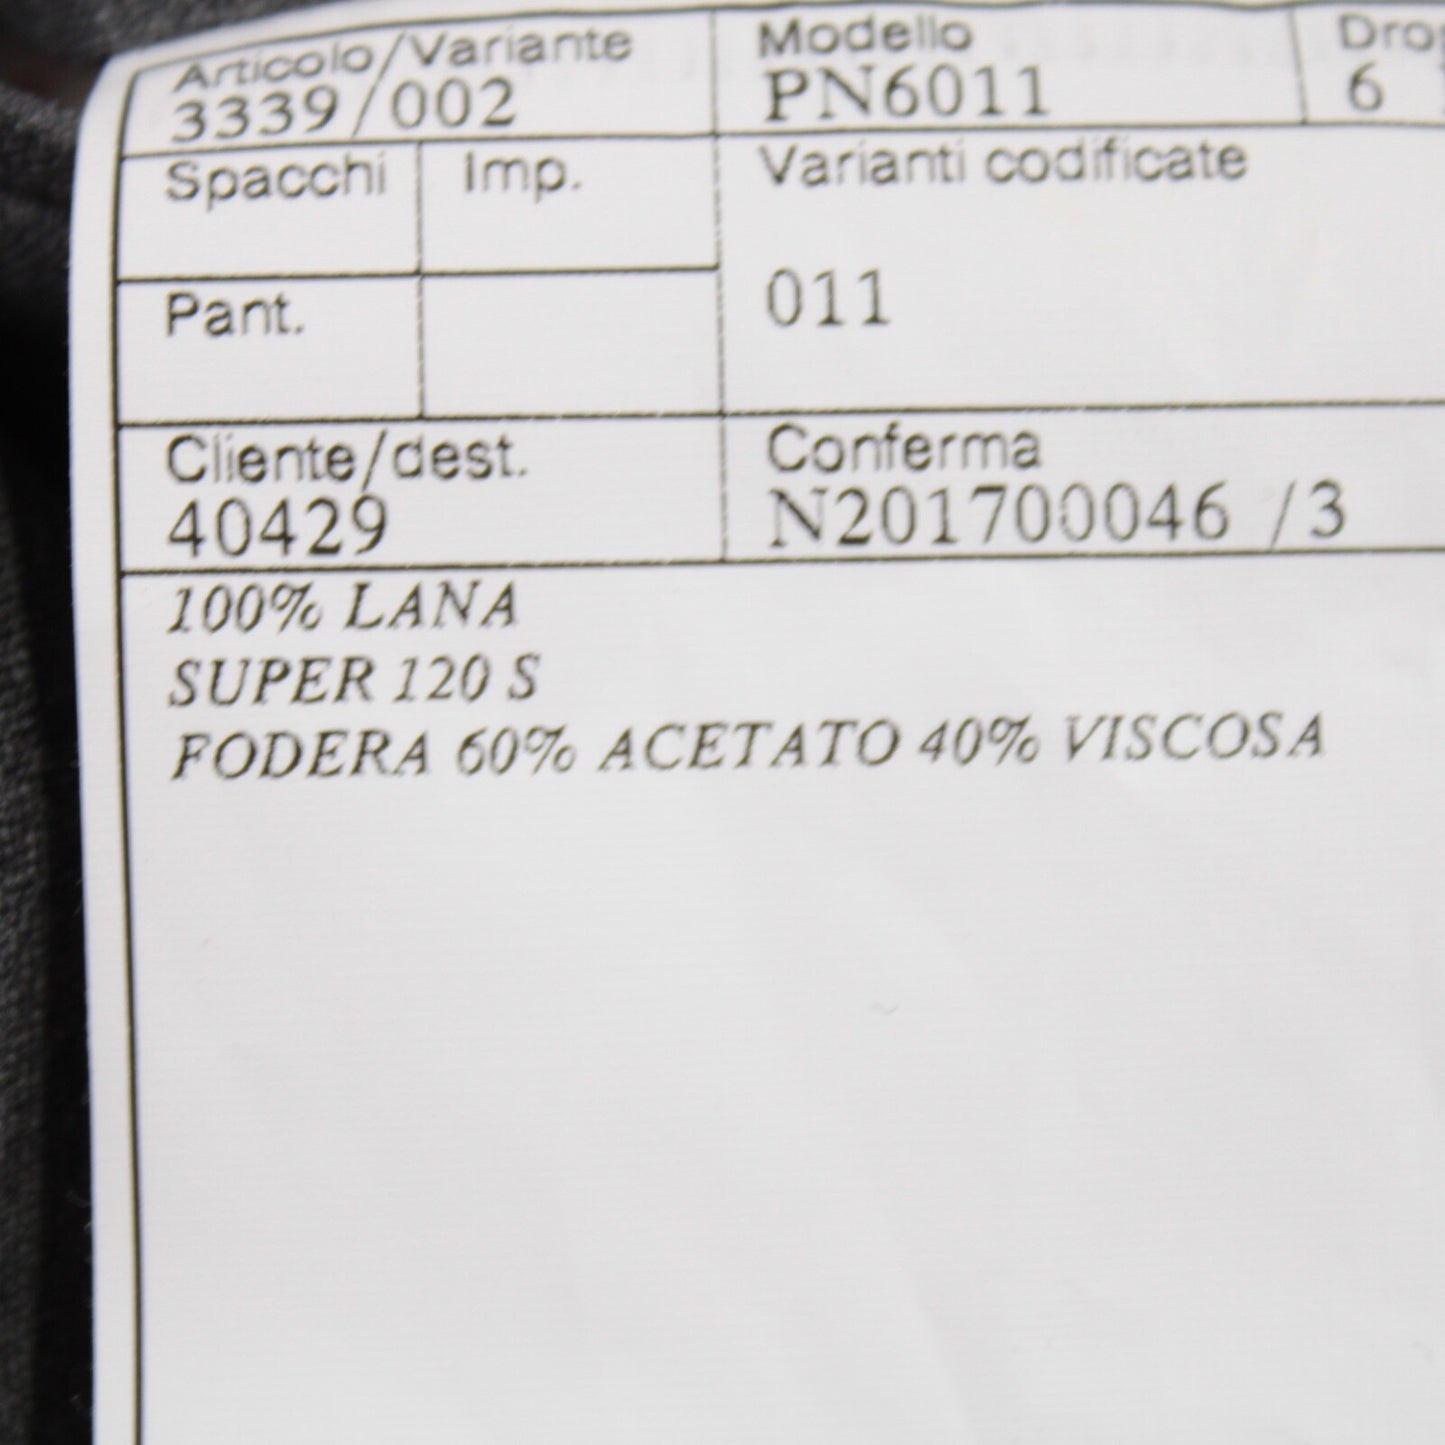 Articolo/Variante Modello
3339/002 PN6011 6
Spacchi Imp. Varianti codificate
Pant. 011
Cliente/dest. Conferma
40429 N201700046 /3
100% LANA
SUPER 120 S
FODERA 60% ACETATO 40% VISCOSA